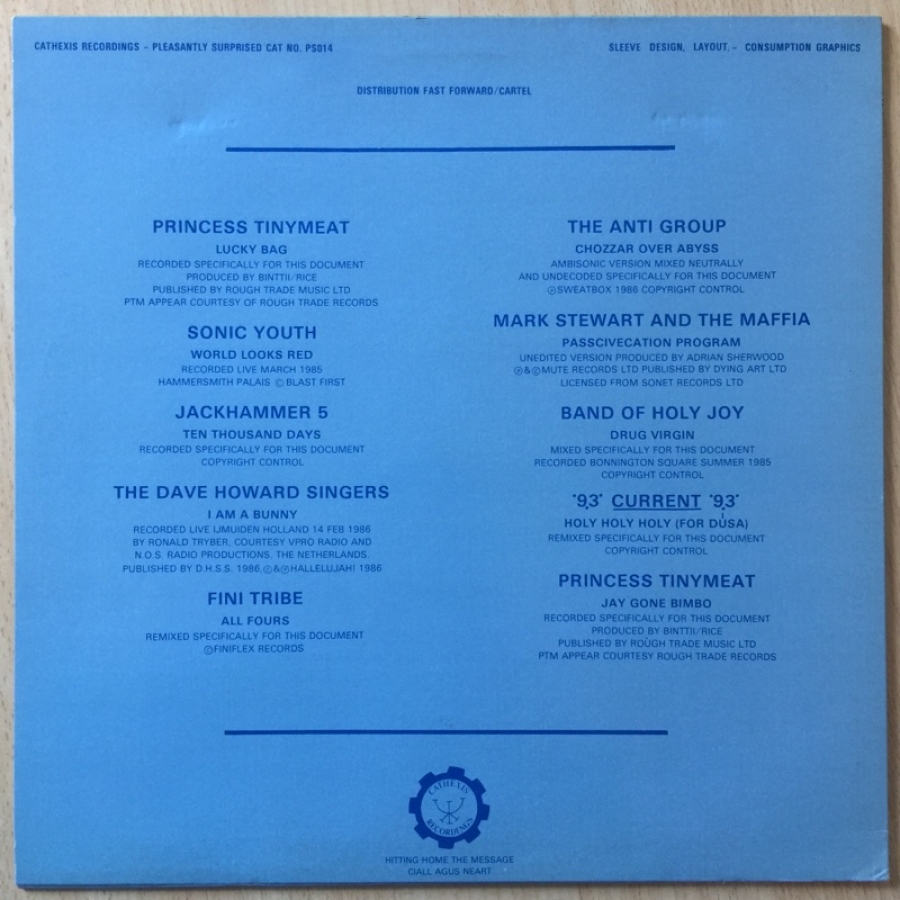 CATHEXIS RECORDINGS – PLEASANTLY SURPRISED CAT NO. PS014
SLEEVE DESIGN, LAYOUT, – CONSUMPTION GRAPHICS
DISTRIBUTION FAST FORWARD/CARTEL
PRINCESS TINYMEAT
LUCKY BAG
RECORDED SPECIFICALLY FOR THIS DOCUMENT
PRODUCED BY BINTTII/RICE
PUBLISHED BY ROUGH TRADE MUSIC LTD
PTM APPEAR COURTESY OF ROUGH TRADE RECORDS
SONIC YOUTH
WORLD LOOKS RED
RECORDED LIVE MARCH 1985
HAMMERSMITH PALAIS © BLAST FIRST
JACKHAMMER 5
TEN THOUSAND DAYS
RECORDED SPECIFICALLY FOR THIS DOCUMENT
COPYRIGHT CONTROL
THE DAVE HOWARD SINGERS
I AM A BUNNY
RECORDED LIVE IJMUIDEN HOLLAND 14 FEB 1986
BY RONALD TRYBER, COURTESY VPRO RADIO AND
N.O.S. RADIO PRODUCTIONS. THE NETHERLANDS.
PUBLISHED BY D.H.S.S. 1986,Ⓟ&℗HALLELUJAH! 1986
FINI TRIBE
ALL FOURS
REMIXED SPECIFICALLY FOR THIS DOCUMENT
©FINIFLEX RECORDS
THE ANTI GROUP
CHOZZAR OVER ABYSS
AMBISONIC VERSION MIXED NEUTRALLY
AND UNDECODED SPECIFICALLY FOR THIS DOCUMENT
℗SWEATBOX 1986 COPYRIGHT CONTROL
MARK STEWART AND THE MAFFIA
PASSCIVECATION PROGRAM
UNEDITED VERSION PRODUCED BY ADRIAN SHERWOOD
℗&©MUTE RECORDS LTD PUBLISHED BY DYING ART LTD
LICENSED FROM SONET RECORDS LTD
BAND OF HOLY JOY
DRUG VIRGIN
MIXED SPECIFICALLY FOR THIS DOCUMENT
RECORDED BONNINGTON SQUARE SUMMER 1985
COPYRIGHT CONTROL
'9,3' CURRENT '9,3'
HOLY HOLY HOLY (FOR DUSA)
REMIXED SPECIFICALLY FOR THIS DOCUMENT
COPYRIGHT CONTROL
PRINCESS TINYMEAT
JAY GONE BIMBO
RECORDED SPECIFICALLY FOR THIS DOCUMENT
PRODUCED BY BINTTII/RICE
PUBLISHED BY ROUGH TRADE MUSIC LTD
PTM APPEAR COURTESY ROUGH TRADE RECORDS
CATHEXIS
RECORDINGS
HITTING HOME THE MESSAGE
CIALL AGUS NEART